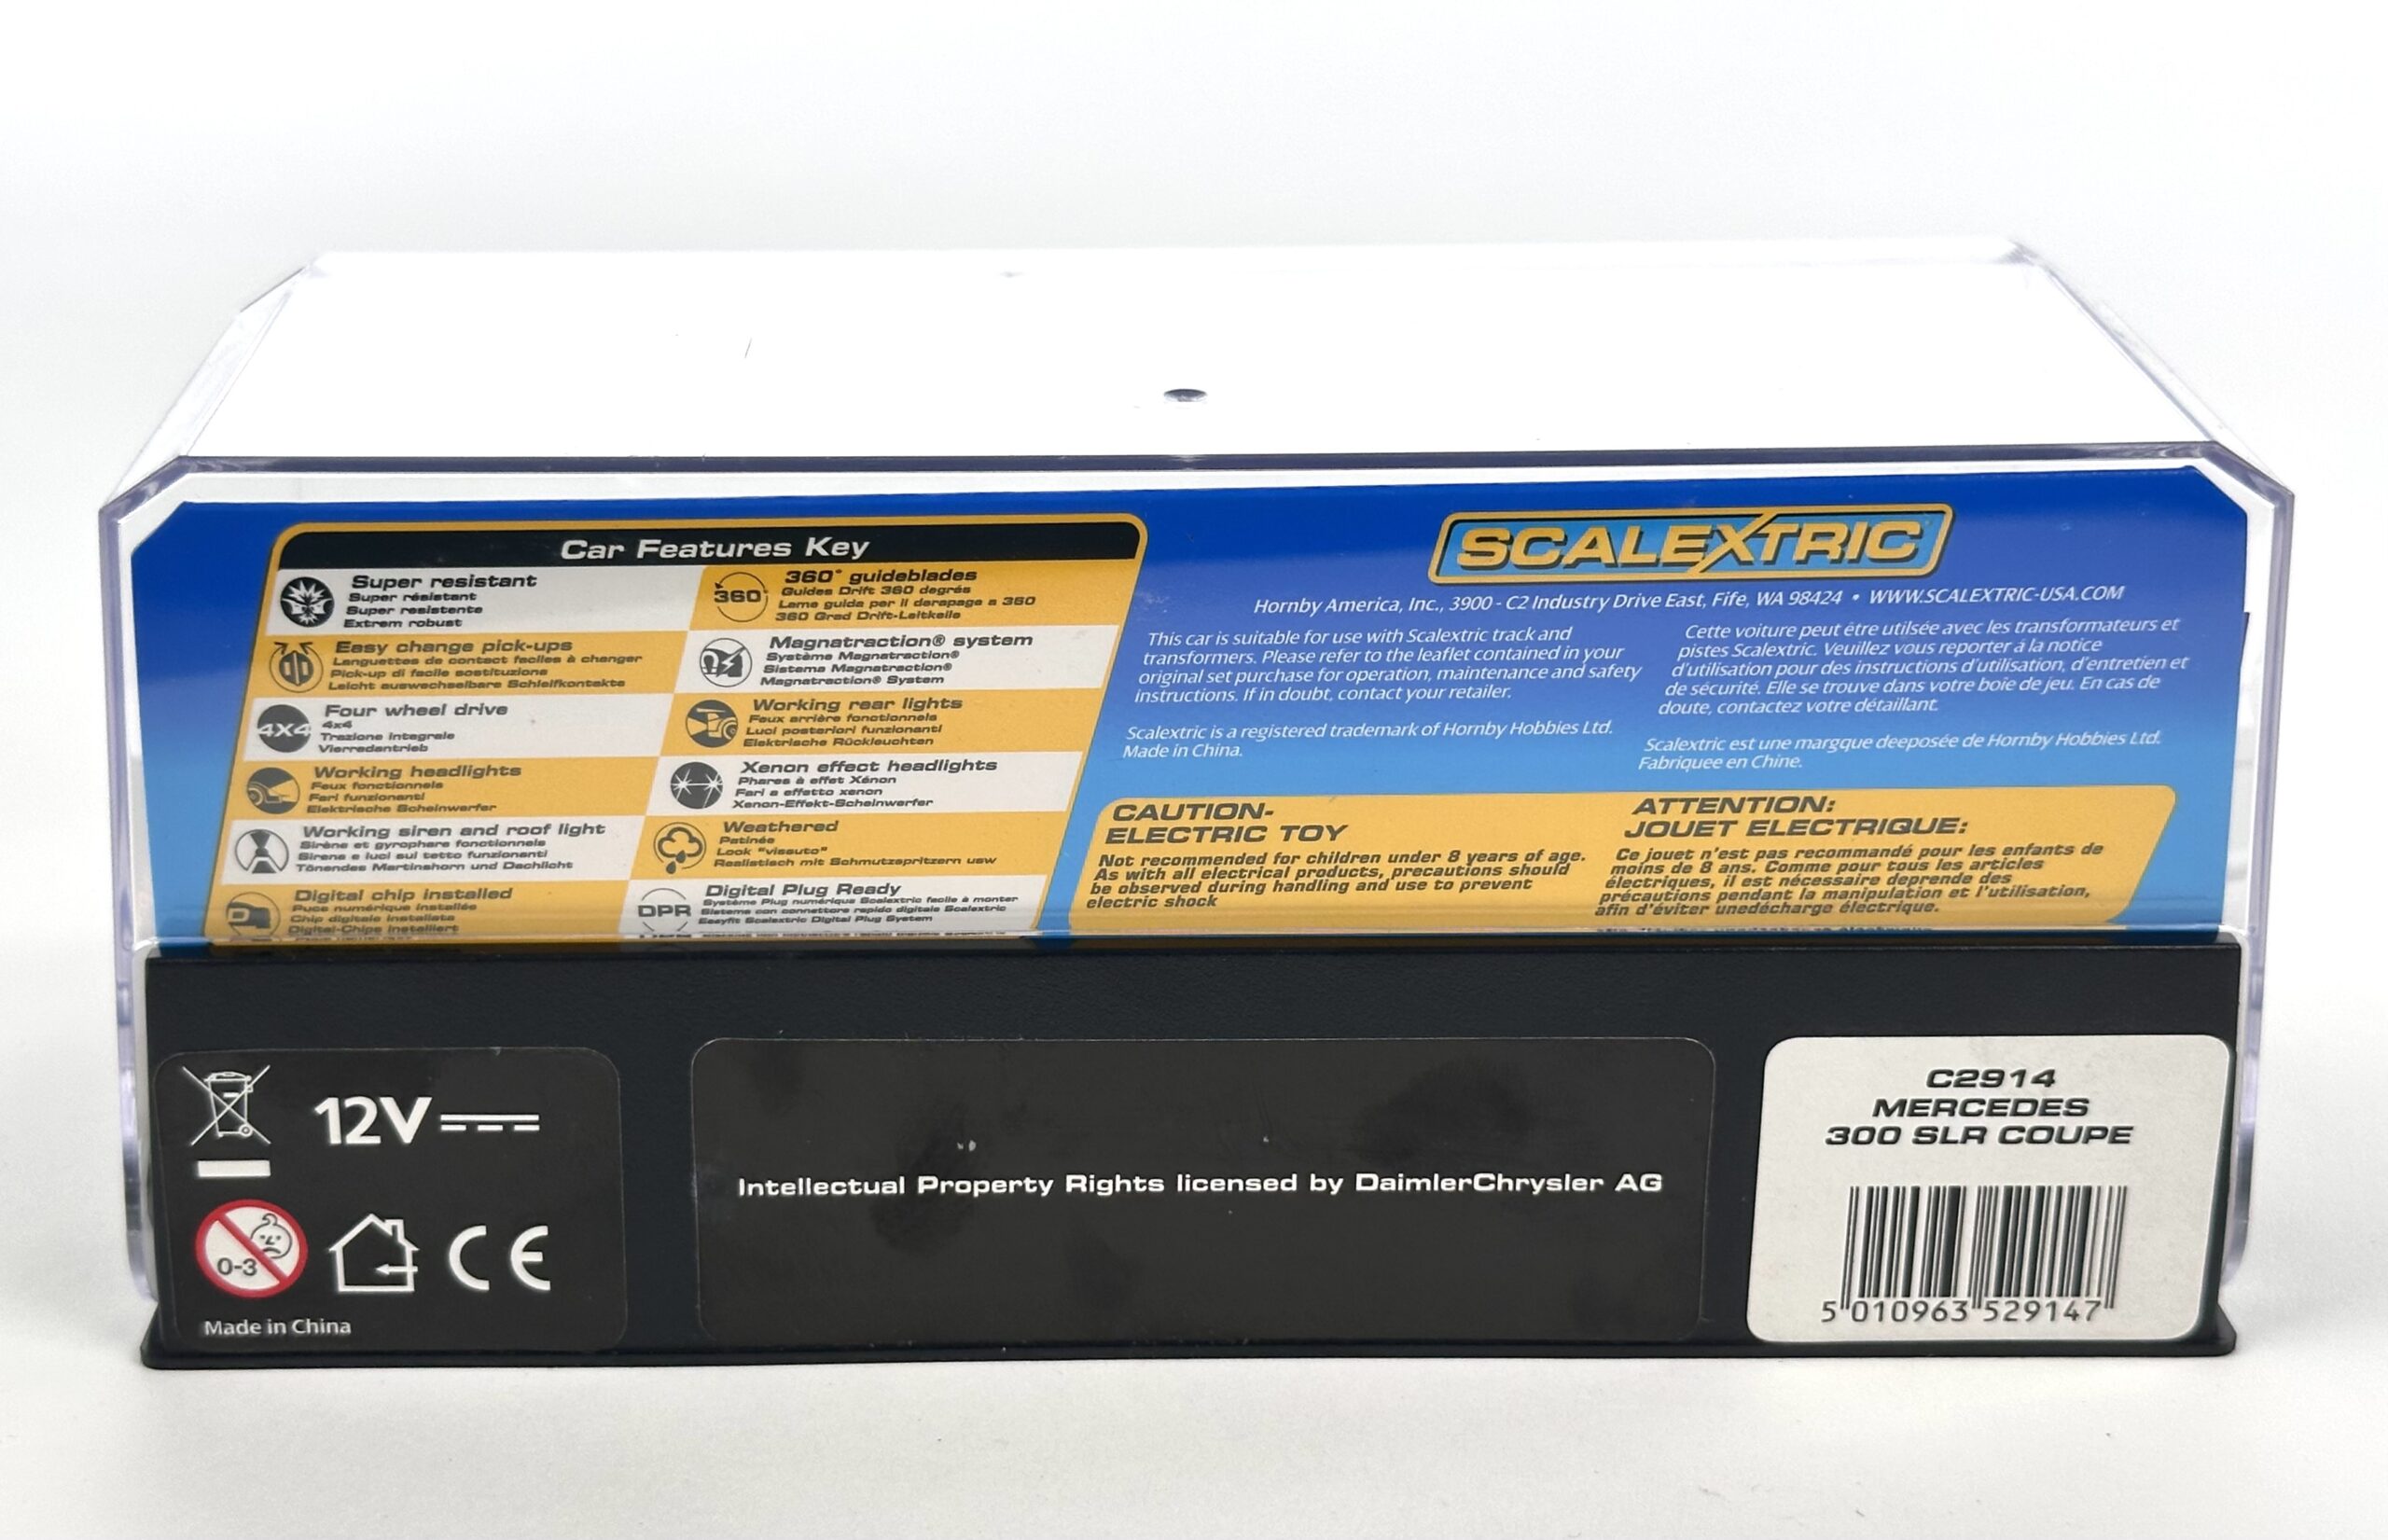 Car Features Key
Super resistant
Super résistant
Super resistente
Extrem robust
360° guideblades
Guides Drift 360 degrés
Lame guida per il derapage a 360
360 Grad Drift-Leitkeile
Easy change pick-ups
Languettes de contact faciles à changer
Pick-up di facile sostituzione
Leicht auswechselbare Schleifkontakte
Magnatraction® system
Système Magnatraction®
Sistema Magnatraction®
Magnatraction® System
4X4
Four wheel drive
4x4
Trazione integrale
Vierradantrieb
Working rear lights
Feux arrière fonctionnels
Luci posteriori funzionanti
Elektrische Rückleuchten
Working headlights
Feux fonctionnels
Fari funzionanti
Elektrische Scheinwerfer
Xenon effect headlights
Phares à effet Xénon
Fari a effetto xenon
Xenon-Effekt-Scheinwerfer
Working siren and roof light
Sirène et gyrophare fonctionnels
Sirena e luci sul tetto funzionanti
Tönendes Martinshorn und Dachlicht
Weathered
Patinée
Look "vissuto"
Realistisch mit Schmutzspritzern usw
Digital chip installed
Puce numérique installée
Chip digitale installata
Digital-Chips installiert
DPR
Digital Plug Ready
Système Plug numérique Scalextric facile à monter
Sistema con connettore rapido digitale Scalextric
Easyfit Scalextric Digital Plug System
SCALEXTRIC
Hornby America, Inc., 3900 - C2 Industry Drive East, Fife, WA 98424 • WWW.SCALEXTRIC-USA.COM
This car is suitable for use with Scalextric track and
transformers. Please refer to the leaflet contained in your
original set purchase for operation, maintenance and safety
instructions. If in doubt, contact your retailer.
Scalextric is a registered trademark of Hornby Hobbies Ltd.
Made in China.
Cette voiture peut être utilsée avec les transformateurs et
pistes Scalextric. Veuillez vous reporter á la notice
d'utilisation pour des instructions d'utilisation, d'entretien et
de sécurité. Elle se trouve dans votre boie de jeu. En cas de
doute, contactez votre détaillant.
Scalextric est une margque deeposée de Hornby Hobbies Ltd.
Fabriquee en Chine.
CAUTION-
ELECTRIC TOY
Not recommended for children under 8 years of age.
As with all electrical products, precautions should
be observed during handling and use to prevent
electric shock
ATTENTION:
JOUET ELECTRIQUE:
Ce jouet n'est pas recommandé pour les enfants de
moins de 8 ans. Comme pour tous les articles
électriques, il est nécessaire deprende des
précautions pendant la manipulation et l'utilisation,
afin d'éviter unedécharge électrique.
12V
0-3
CE
Made in China
Intellectual Property Rights licensed by DaimlerChrysler AG
C2914
MERCEDES
300 SLR COUPE
5 010963 529147